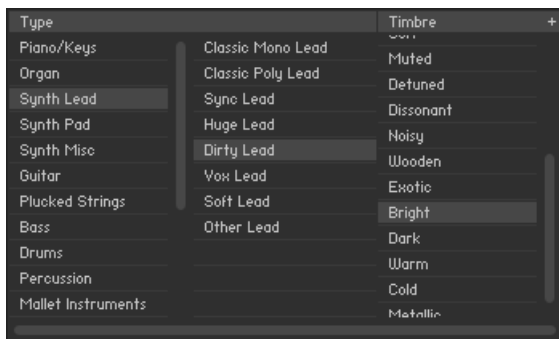 Type
Piano/Keys
Organ
Synth Lead
Synth Pad
Synth Misc
Guitar
Plucked Strings
Bass
Drums
Percussion
Mallet Instruments
Classic Mono Lead
Classic Poly Lead
Sync Lead
Huge Lead
Dirty Lead
Vox Lead
Soft Lead
Other Lead
Timbre +
Muted
Detuned
Dissonant
Noisy
Wooden
Exotic
Bright
Dark
Warm
Cold
Metallic